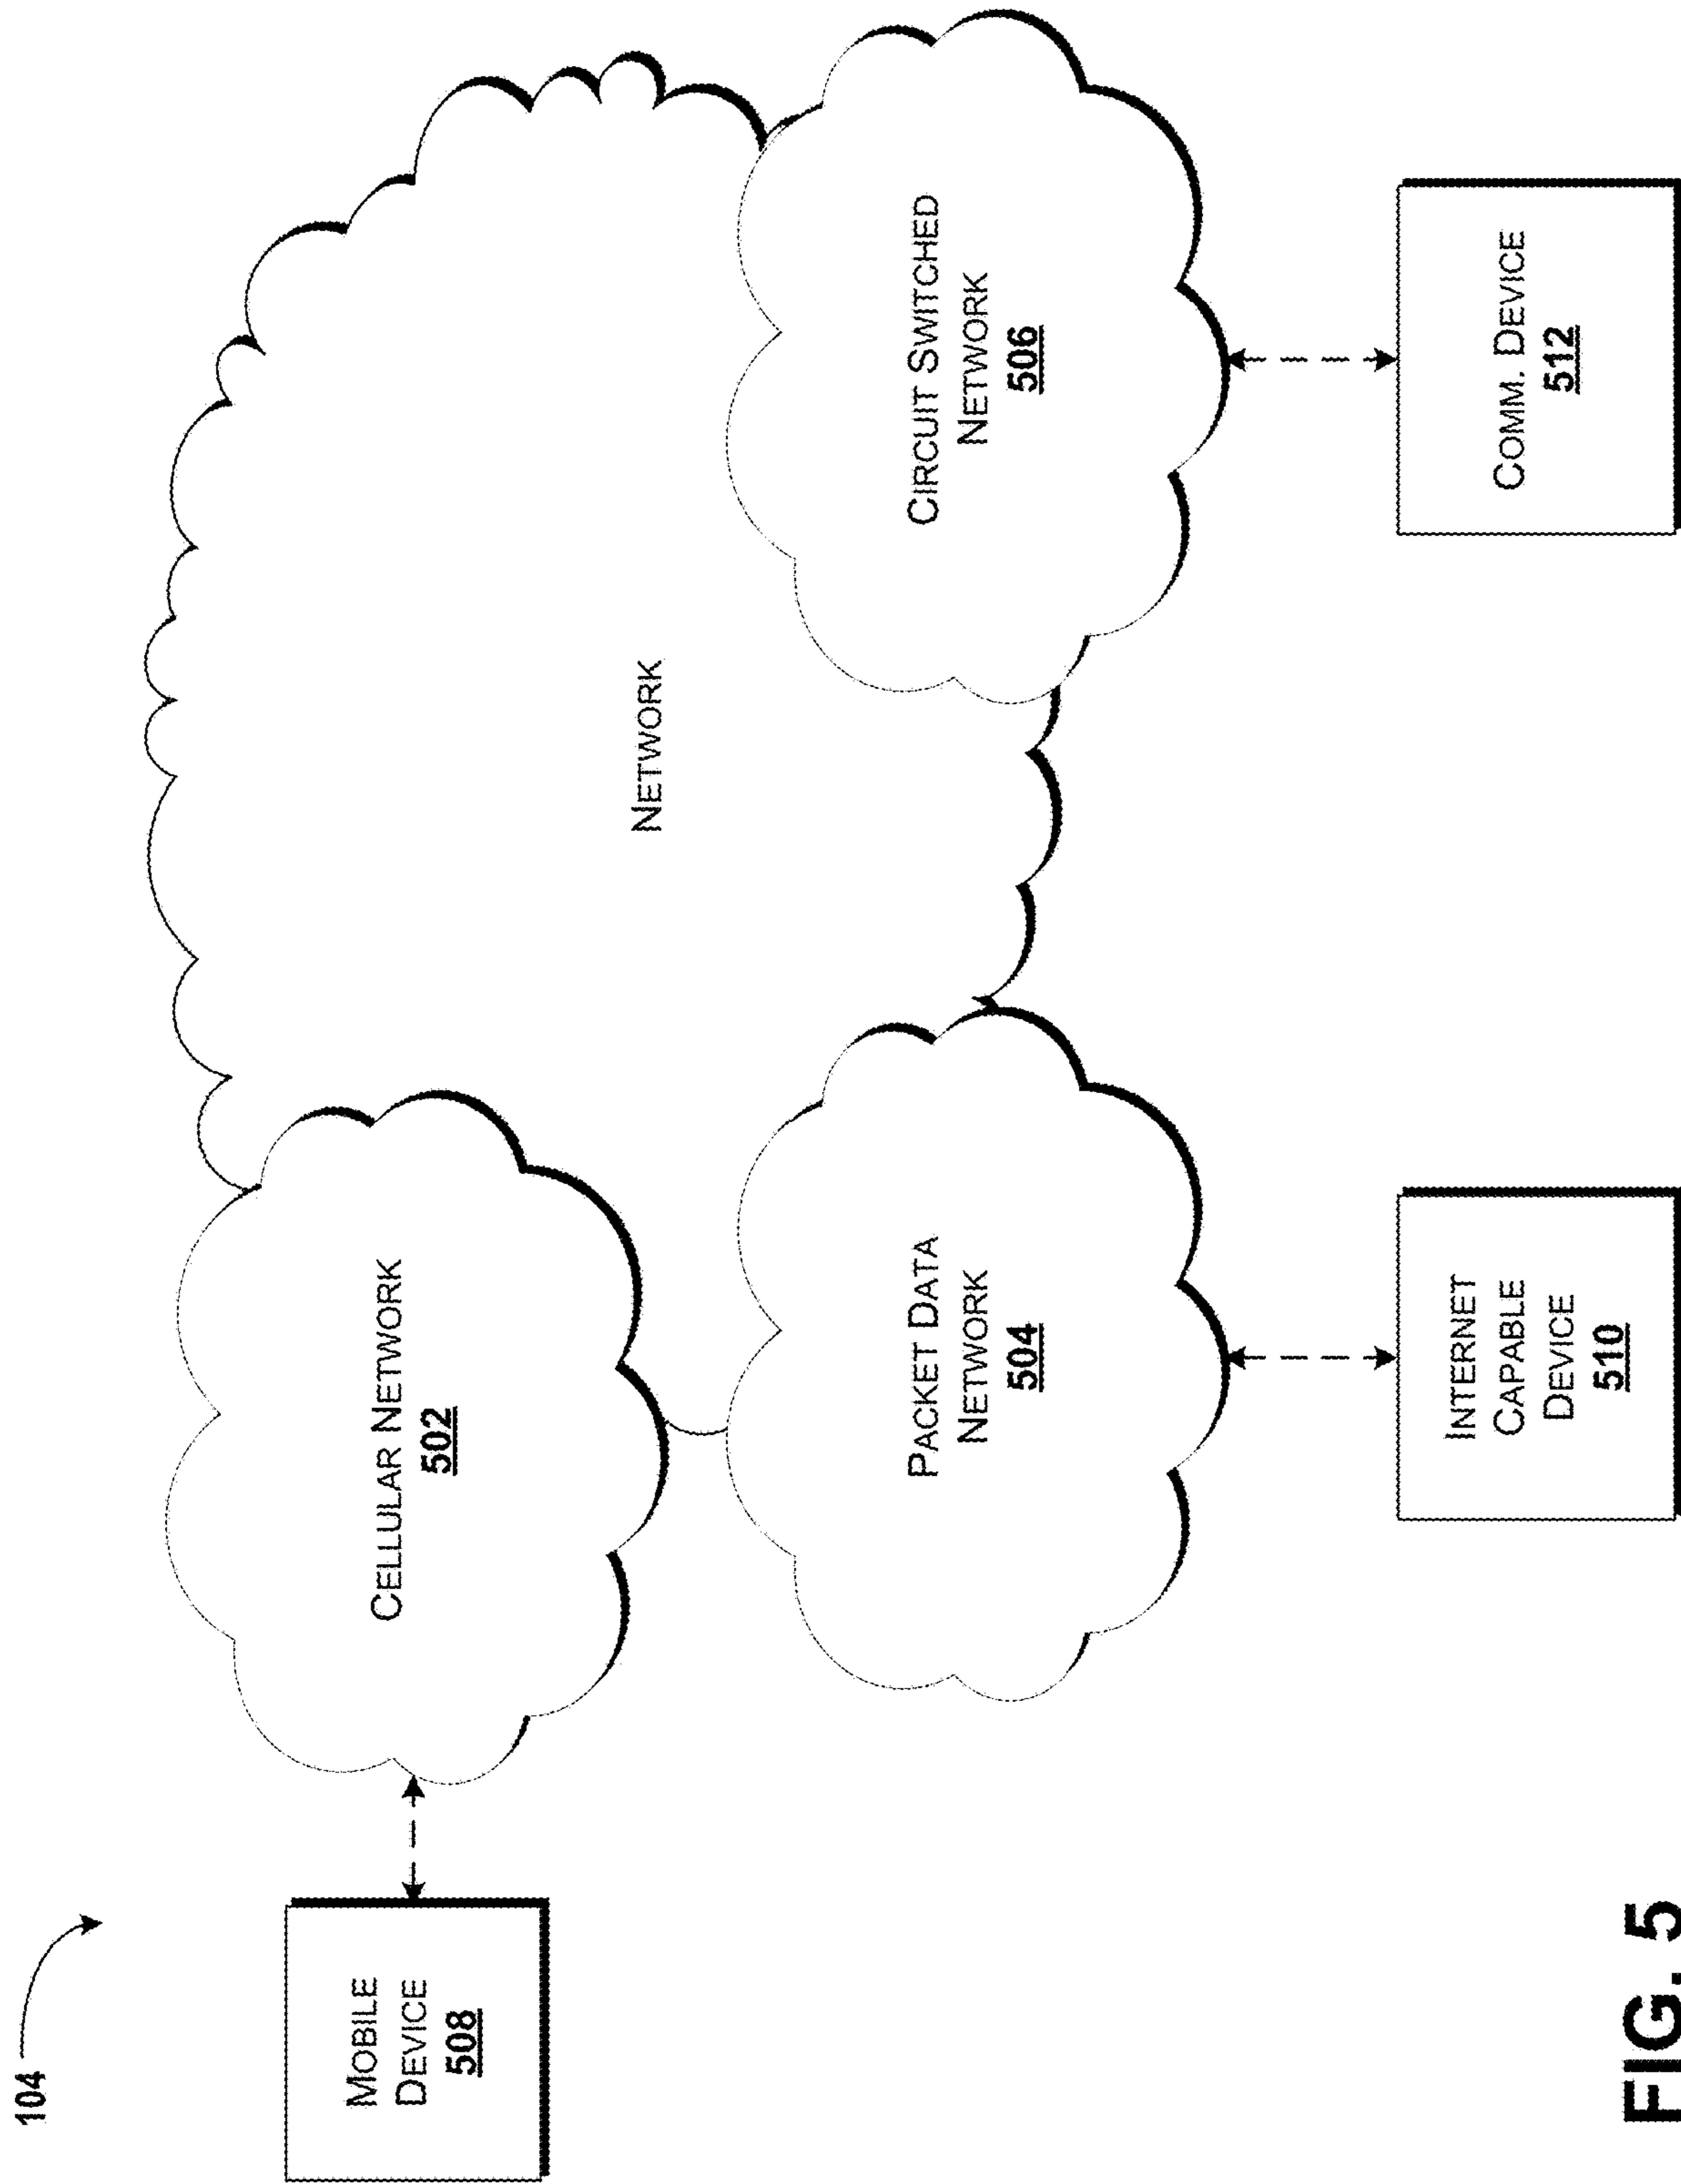 104
MOBILE
DEVICE
508
CELLULAR NETWORK
502
NETWORK
PACKET DATA
NETWORK
504
CIRCUIT SWITCHED
NETWORK
506
INTERNET
CAPABLE
DEVICE
510
COMM. DEVICE
512
FIG. 5